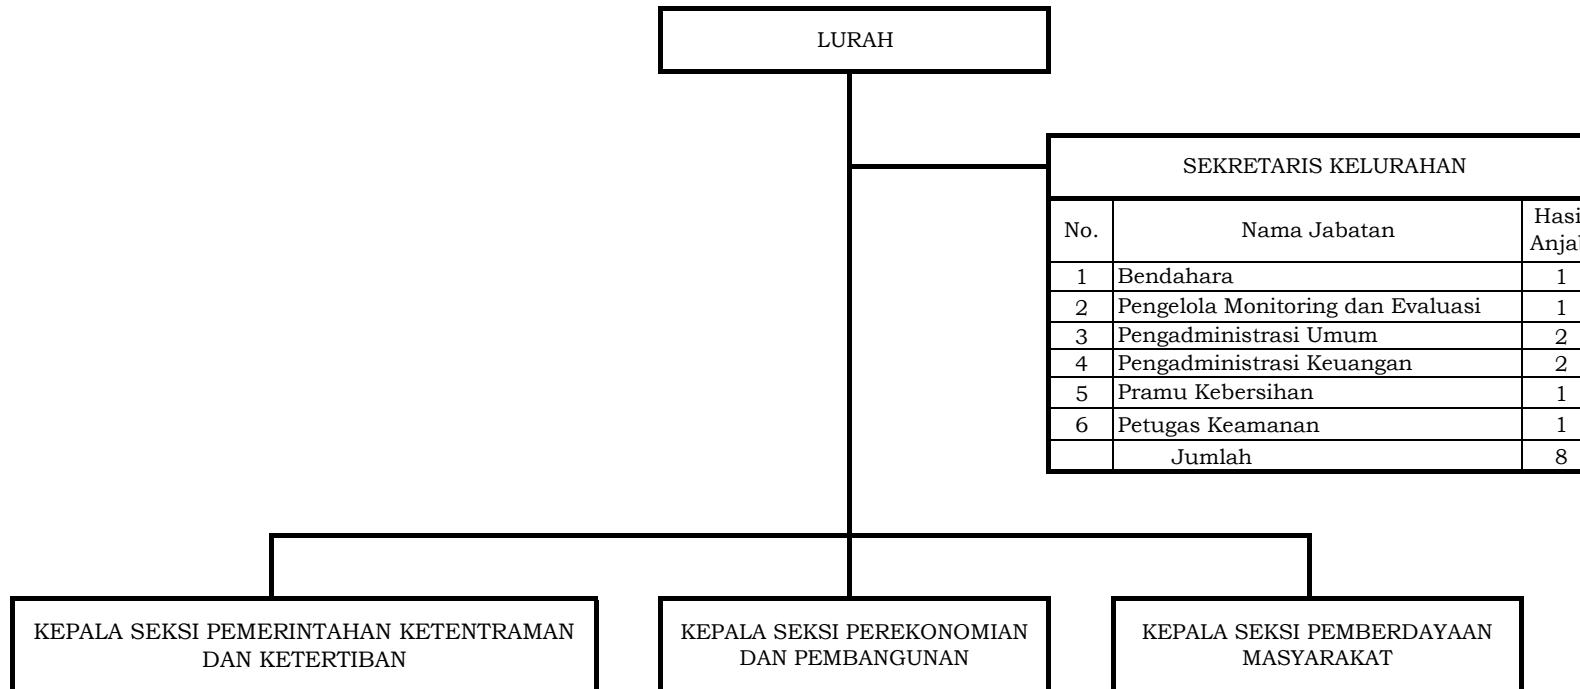 LURAH
SEKRETARIS KELURAHAN
No. Nama Jabatan Hasi
Anja
1 Bendahara 1
2 Pengelola Monitoring dan Evaluasi 1
3 Pengadministrasi Umum 2
4 Pengadministrasi Keuangan 2
5 Pramu Kebersihan 1
6 Petugas Keamanan 1
Jumlah 8
KEPALA SEKSI PEMERINTAHAN KETENTRAMAN
DAN KETERTIBAN
KEPALA SEKSI PEREKONOMIAN
DAN PEMBANGUNAN
KEPALA SEKSI PEMBERDAYAAN
MASYARAKAT